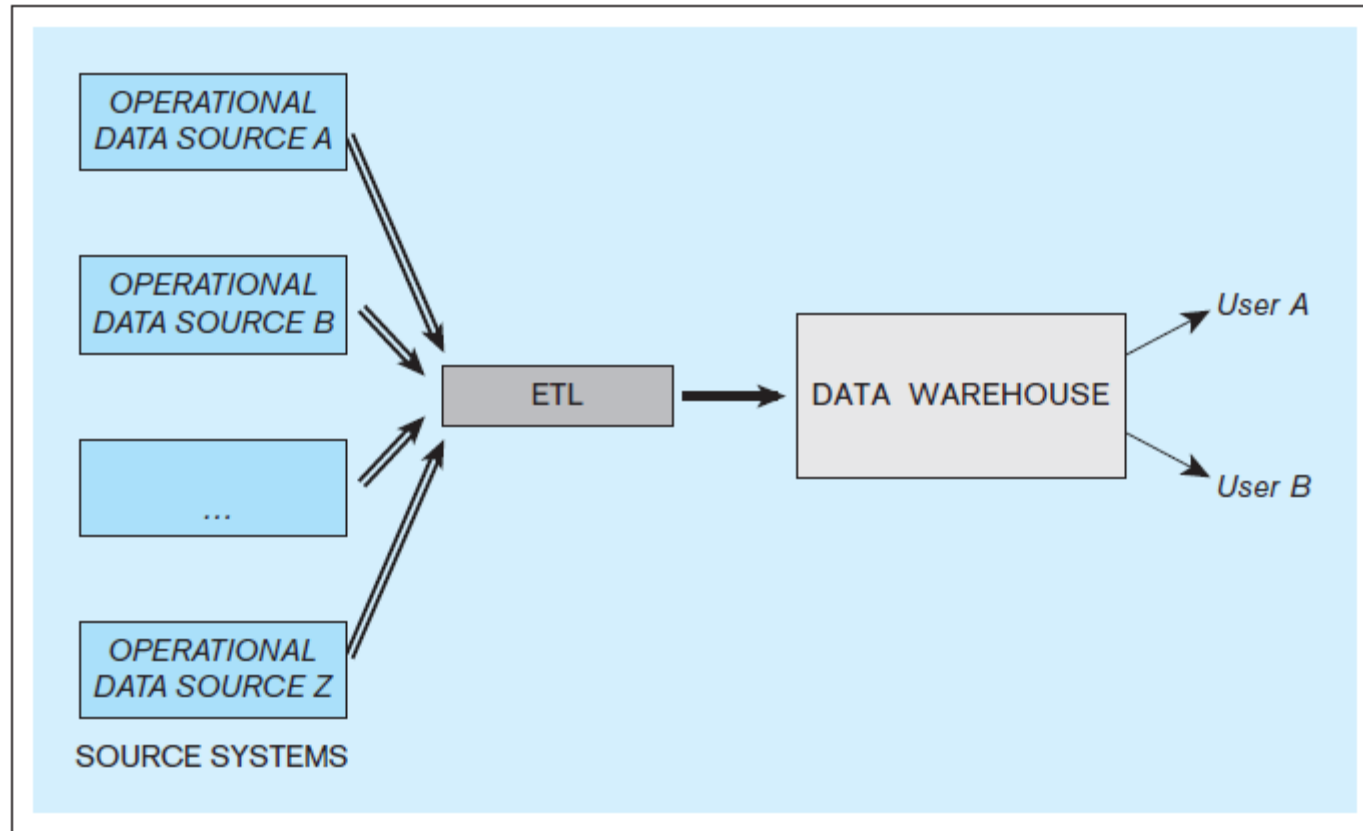 OPERATIONAL
DATA SOURCE A
OPERATIONAL
DATA SOURCE B
...
OPERATIONAL
DATA SOURCE Z
SOURCE SYSTEMS
ETL
DATA WAREHOUSE
User A
User B